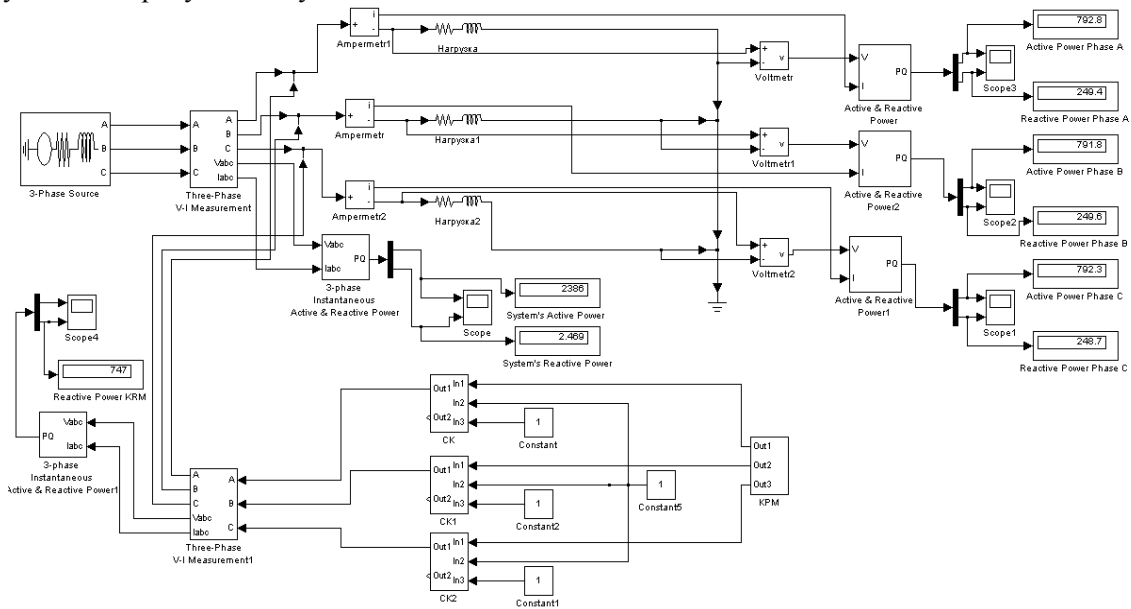 i
+
-
Ampermetr1
Нагрузка
+
-
v
Voltmetr
V
I
PQ
Active & Reactive
Power
792.8
Active Power Phase A
Scope3
249.4
Reactive Power Phase A
A
B
C
3-Phase Source
A
B
C
A
B
C
Vabc
Iabc
Three-Phase
V-I Measurement
i
+
-
Ampermetr
Нагрузка1
+
-
v
Voltmetr1
V
I
PQ
Active & Reactive
Power2
791.8
Active Power Phase B
Scope2
249.6
Reactive Power Phase B
i
+
-
Ampermetr2
Нагрузка2
+
-
v
Voltmetr2
V
I
PQ
Active & Reactive
Power1
792.3
Active Power Phase C
Scope1
248.7
Reactive Power Phase C
Vabc
Iabc
PQ
3-phase
Instantaneous
Active & Reactive Power
Scope
2386
System's Active Power
2.469
System's Reactive Power
Scope4
747
Reactive Power KRM
Vabc
Iabc
PQ
3-phase
Instantaneous
Active & Reactive Power1
A
B
C
Vabc
Iabc
A
B
C
Three-Phase
V-I Measurement1
Out1
Out2
In1
In2
In3
CK
1
Constant
Out1
Out2
In1
In2
In3
CK1
1
Constant2
1
Constant5
Out1
Out2
Out3
KPM
Out1
Out2
In1
In2
In3
CK2
1
Constant1